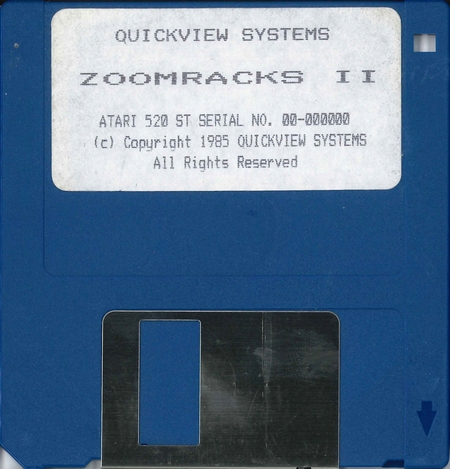 QUICKVIEW SYSTEMS
ZOOMRACKS II
ATARI 520 ST SERIAL NO. 00-000000
(c) Copyright 1985 QUICKVIEW SYSTEMS
All Rights Reserved